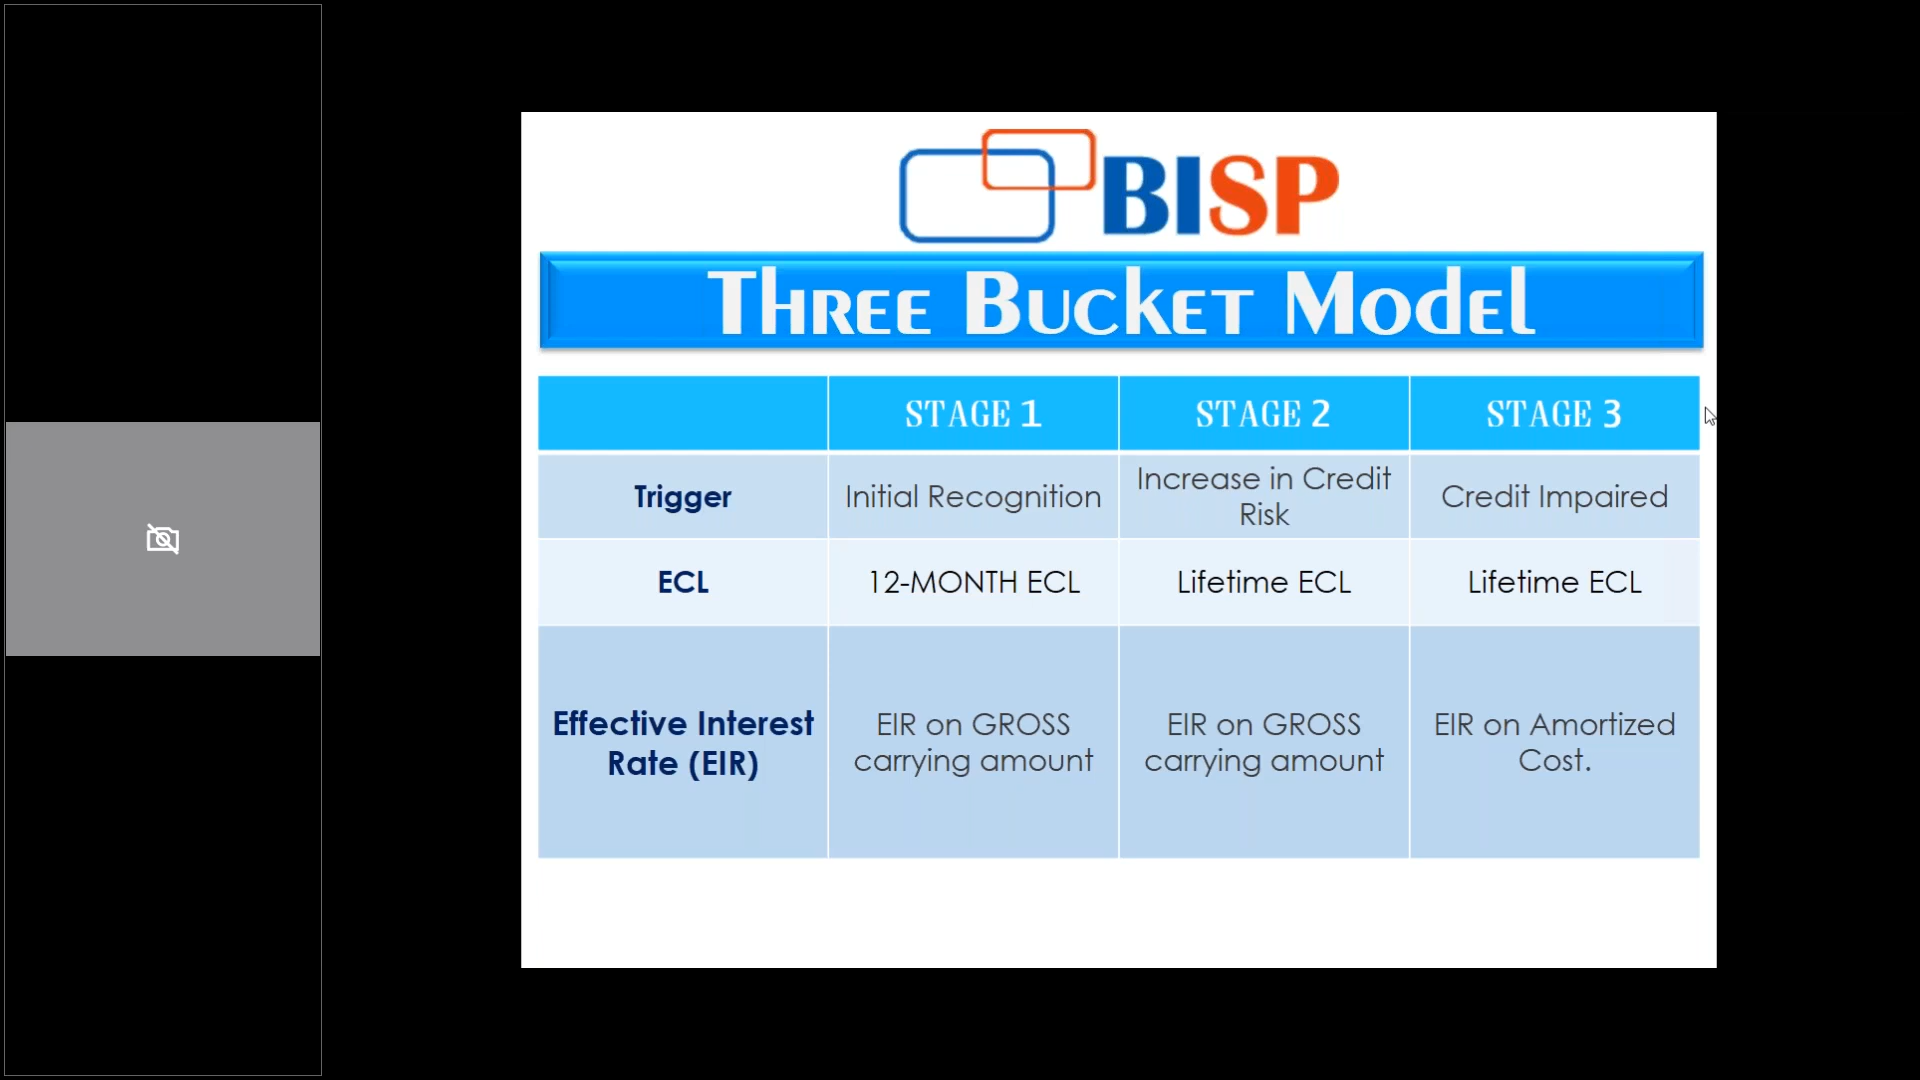 BISP
Three Bucket Model
STAGE 1
STAGE 2
STAGE 3
Trigger
Initial Recognition
Increase in Credit
Risk
Credit Impaired
ECL
12-MONTH ECL
Lifetime ECL
Lifetime ECL
Effective Interest
Rate (EIR)
EIR on GROSS
carrying amount
EIR on GROSS
carrying amount
EIR on Amortized
Cost.